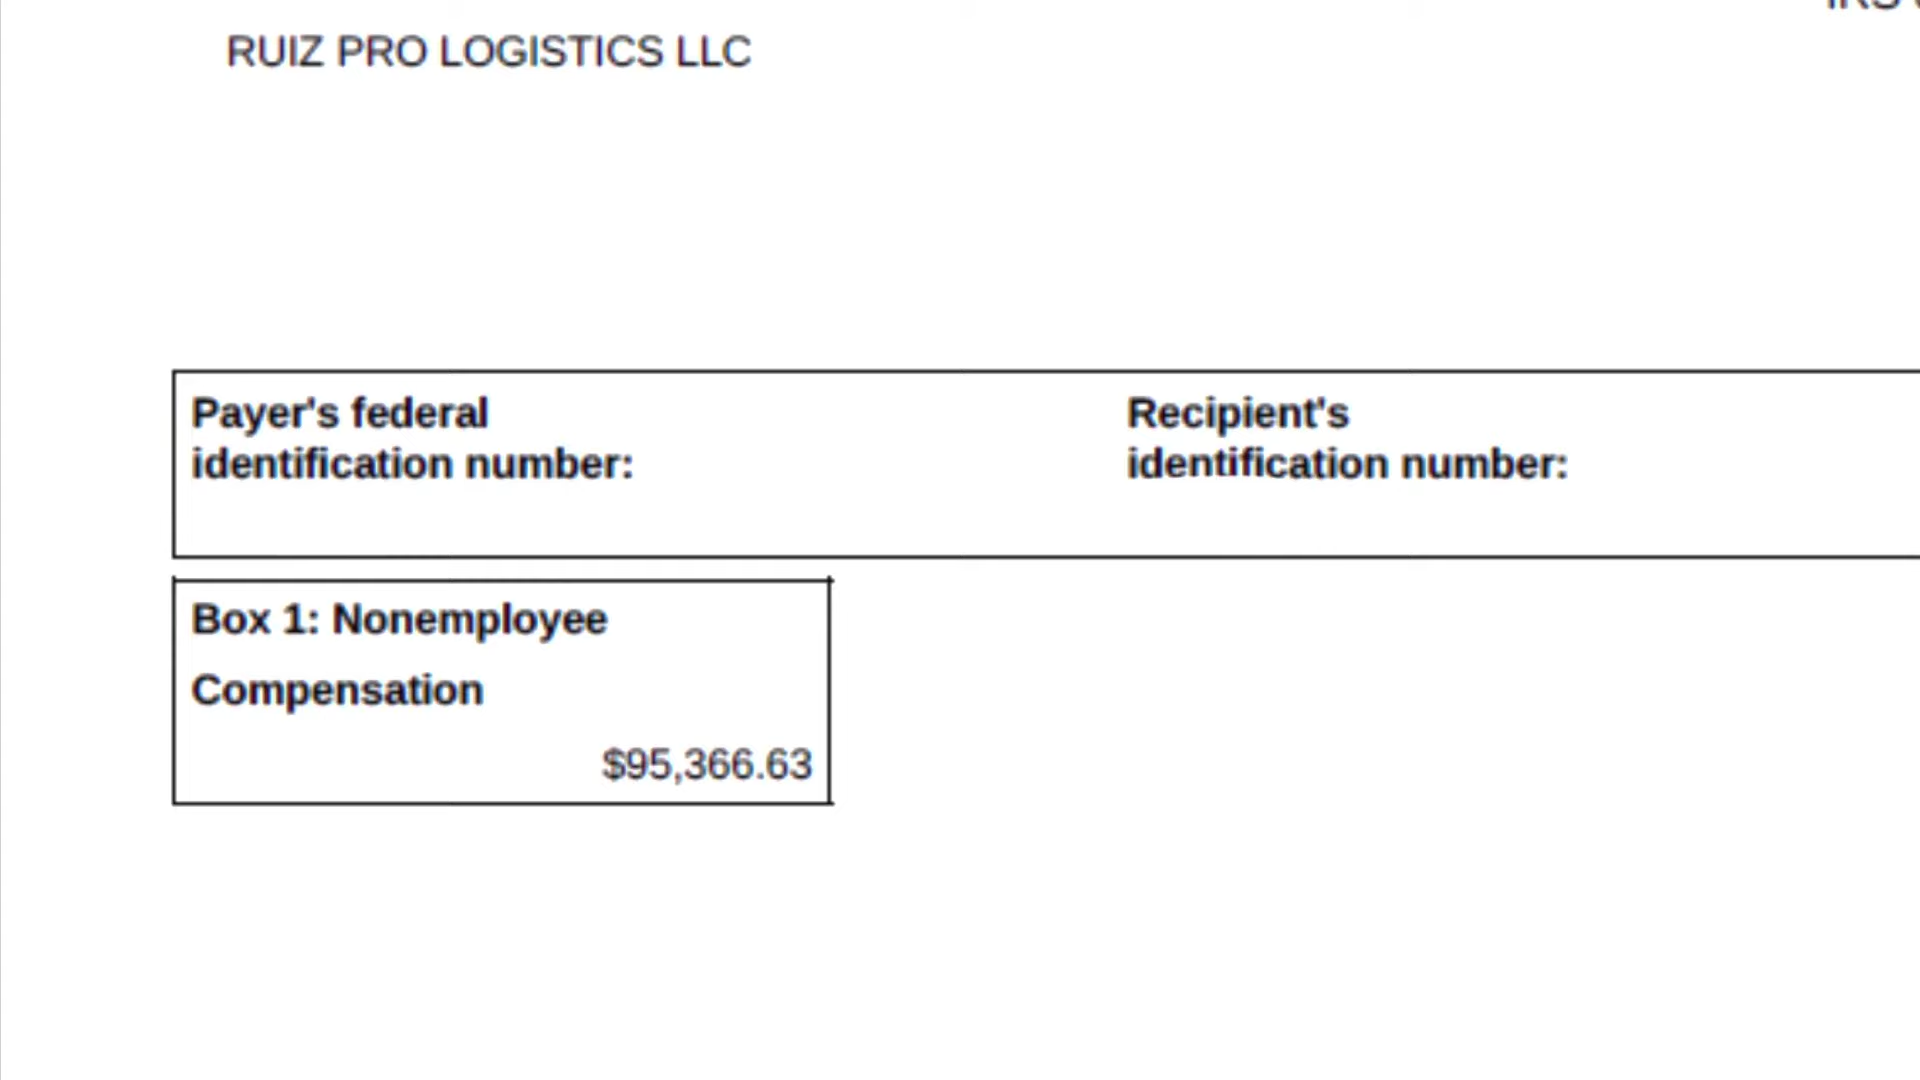 RUIZ PRO LOGISTICS LLC
Payer's federal
identification number:
Recipient's
identification number:
Box 1: Nonemployee
Compensation
$95,366.63